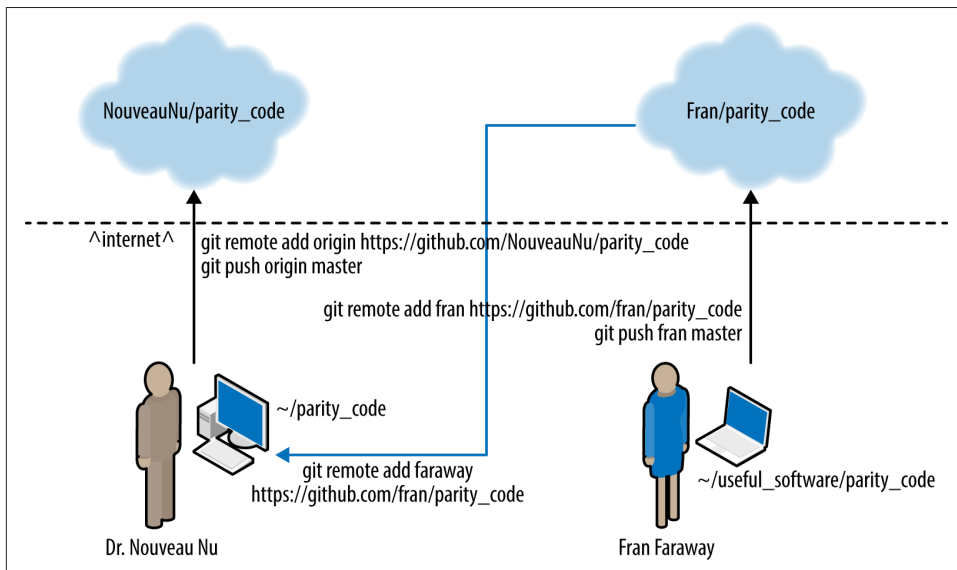 NouveauNu/parity_code
Fran/parity_code
^internet^
git remote add origin https://github.com/NouveauNu/parity_code
git push origin master
git remote add fran https://github.com/fran/parity_code
git push fran master
~/parity_code
git remote add faraway
https://github.com/fran/parity_code
~/useful_software/parity_code
Dr. Nouveau Nu
Fran Faraway